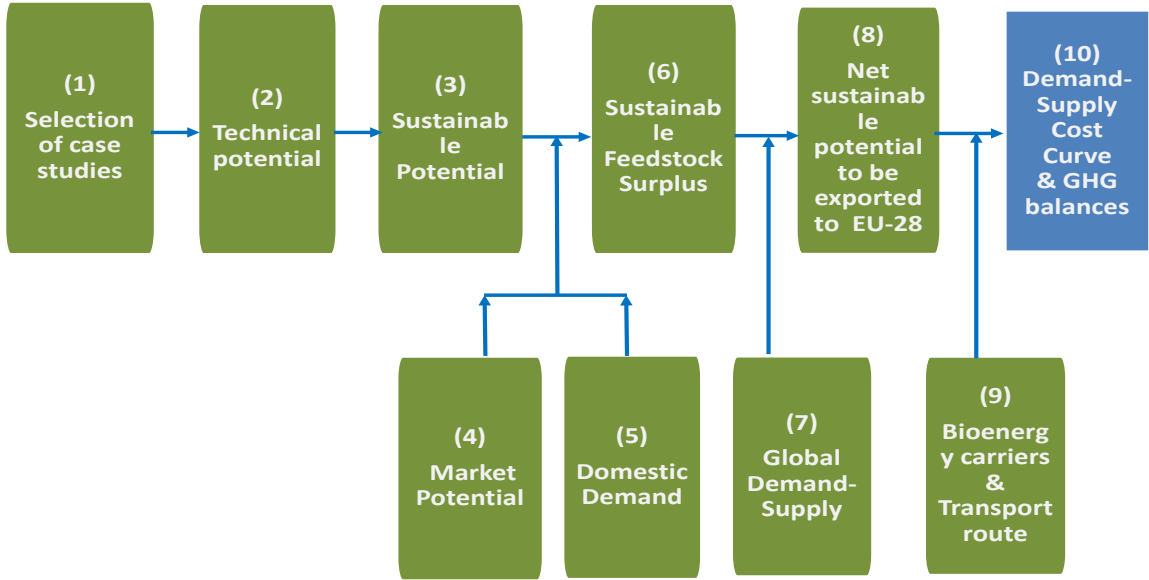 (1)
Selection
of case
studies
(2)
Technical
potential
(3)
Sustainab
le
Potential
(6)
Sustainab
le
Feedstock
Surplus
(8)
Net
sustainab
le
potential
to be
exported
to EU-28
(10)
Demand-
Supply
Cost
Curve
& GHG
balances
(4)
Market
Potential
(5)
Domestic
Demand
(7)
Global
Demand-
Supply
(9)
Bioenerg
y carriers
&
Transport
route